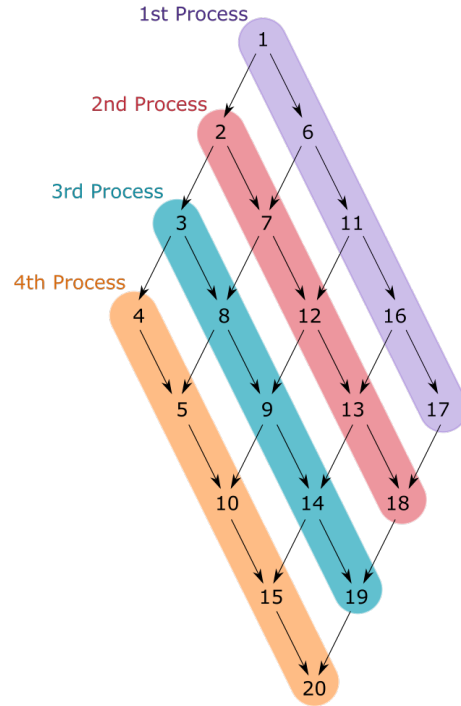 1st Process
1
2nd Process
2 6
3rd Process
3 7 11
4th Process
4 8 12 16
5 9 13 17
10 14 18
15 19
20